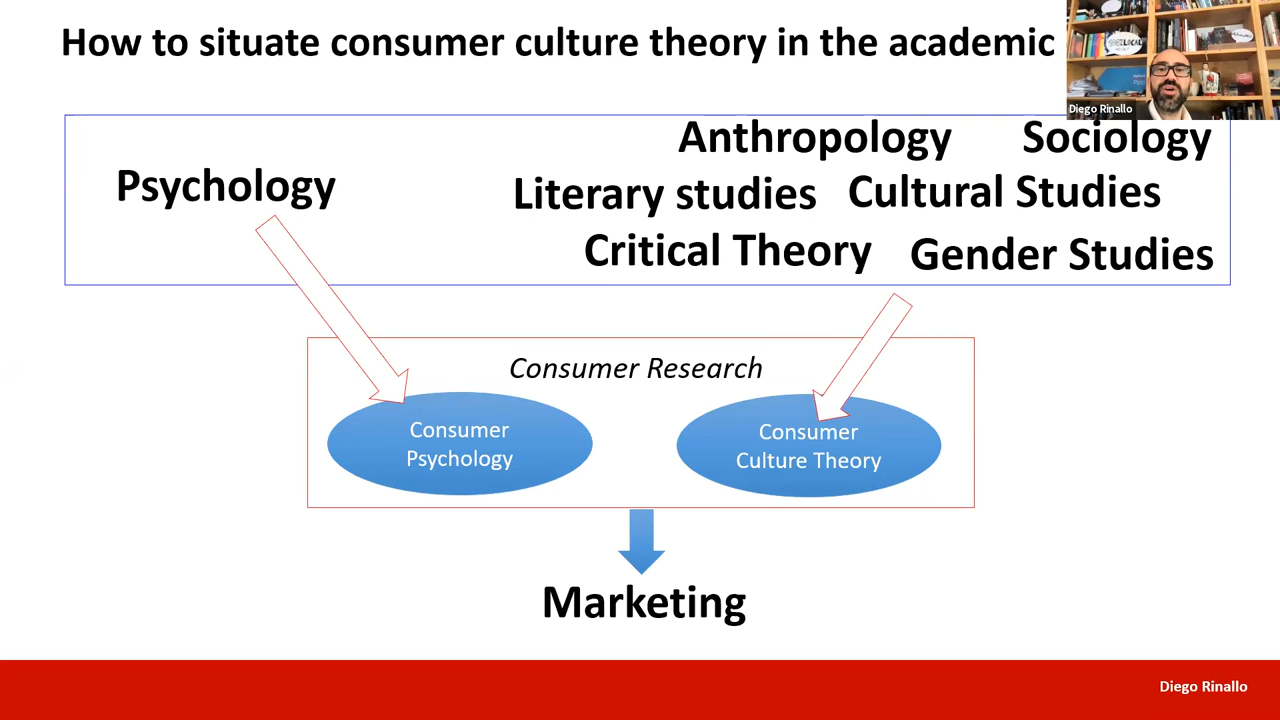 How to situate consumer culture theory in the academic
Diego Rinallo
Anthropology
Sociology
Psychology
Literary studies
Cultural Studies
Critical Theory
Gender Studies
Consumer Research
Consumer
Psychology
Consumer
Culture Theory
Marketing
Diego Rinallo